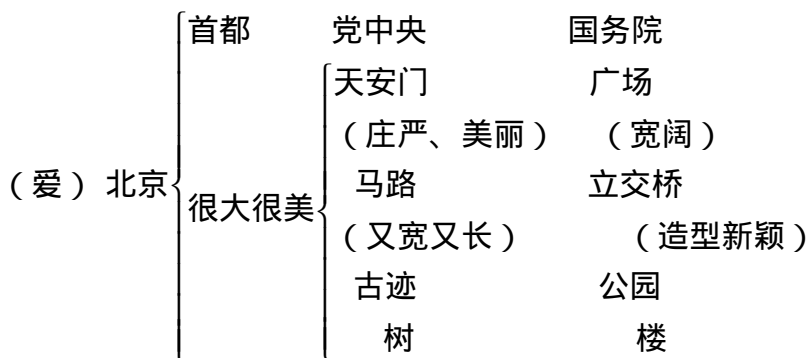 首都 党中央 国务院
天安门 广场
（庄严、美丽） （宽阔）
（爱）北京
马路 立交桥
很大很美
（又宽又长） （造型新颖）
古迹 公园
树 楼